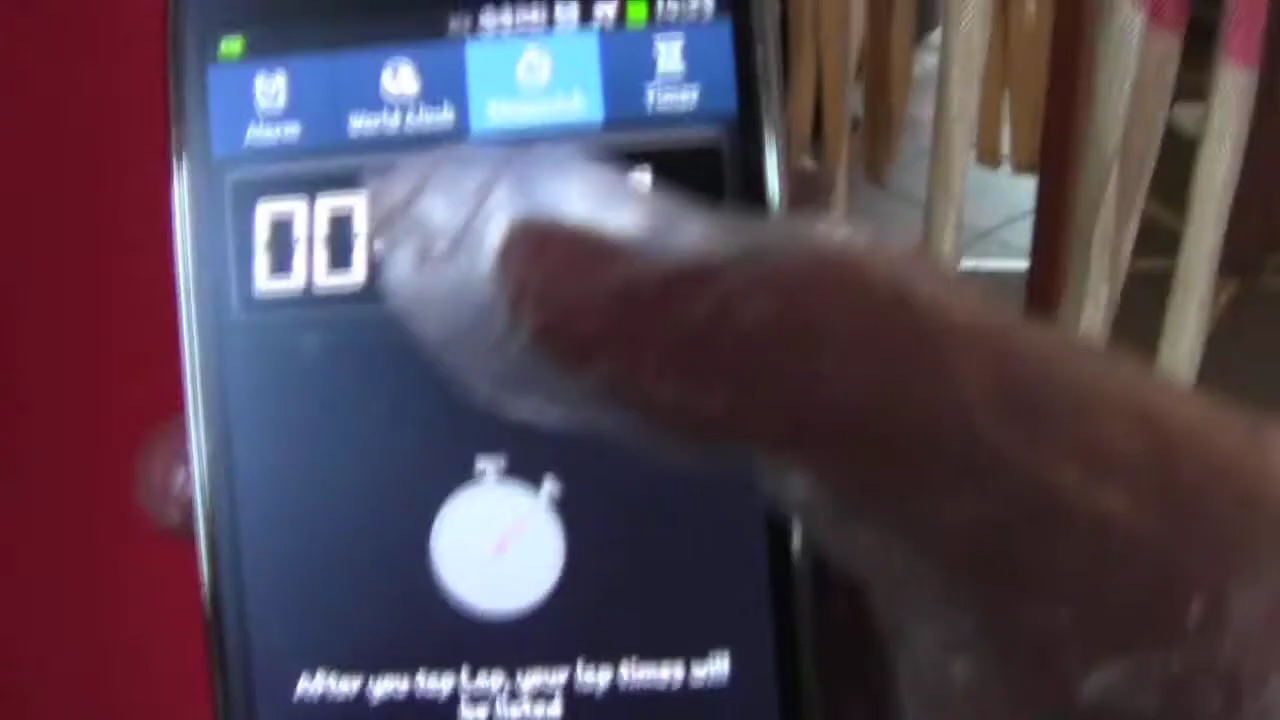 Alarm
World clock
Stopwatch
Timer
00
After you tap Lap, your lap times will
be listed